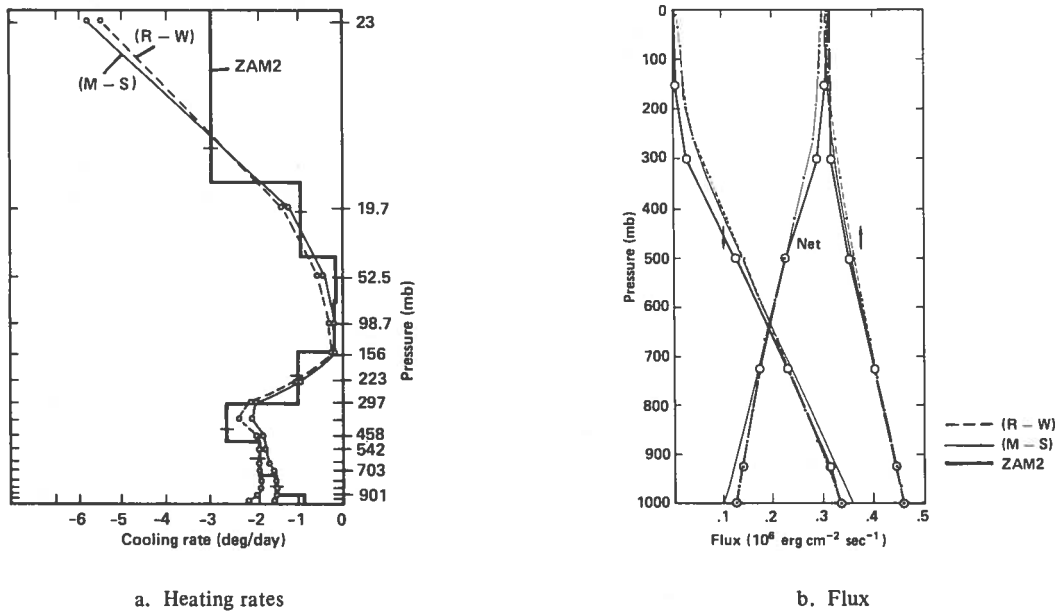 (R – W)
(M – S)
ZAM2
23
19.7
52.5
98.7
156
223
297
458
542
703
901
Pressure (mb)
-6 -5 -4 -3 -2 -1 0
Cooling rate (deg/day)
a. Heating rates
0
100
200
300
400
500
600
700
800
900
1000
Pressure (mb)
Net
0 .1 .2 .3 .4 .5
Flux (10⁶ erg cm⁻² sec⁻¹)
(R – W)
(M – S)
ZAM2
b. Flux